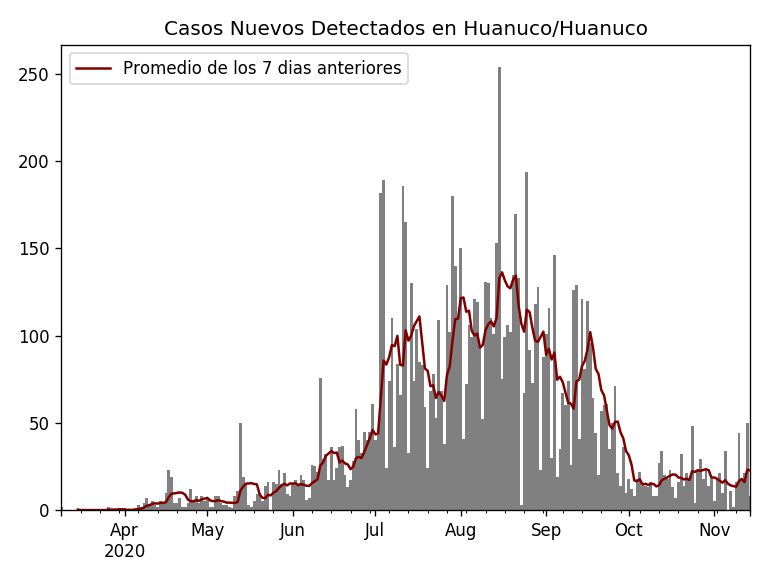 Casos Nuevos Detectados en Huanuco/Huanuco
Promedio de los 7 dias anteriores
250
200
150
100
50
0
Apr May Jun Jul Aug Sep Oct Nov
2020